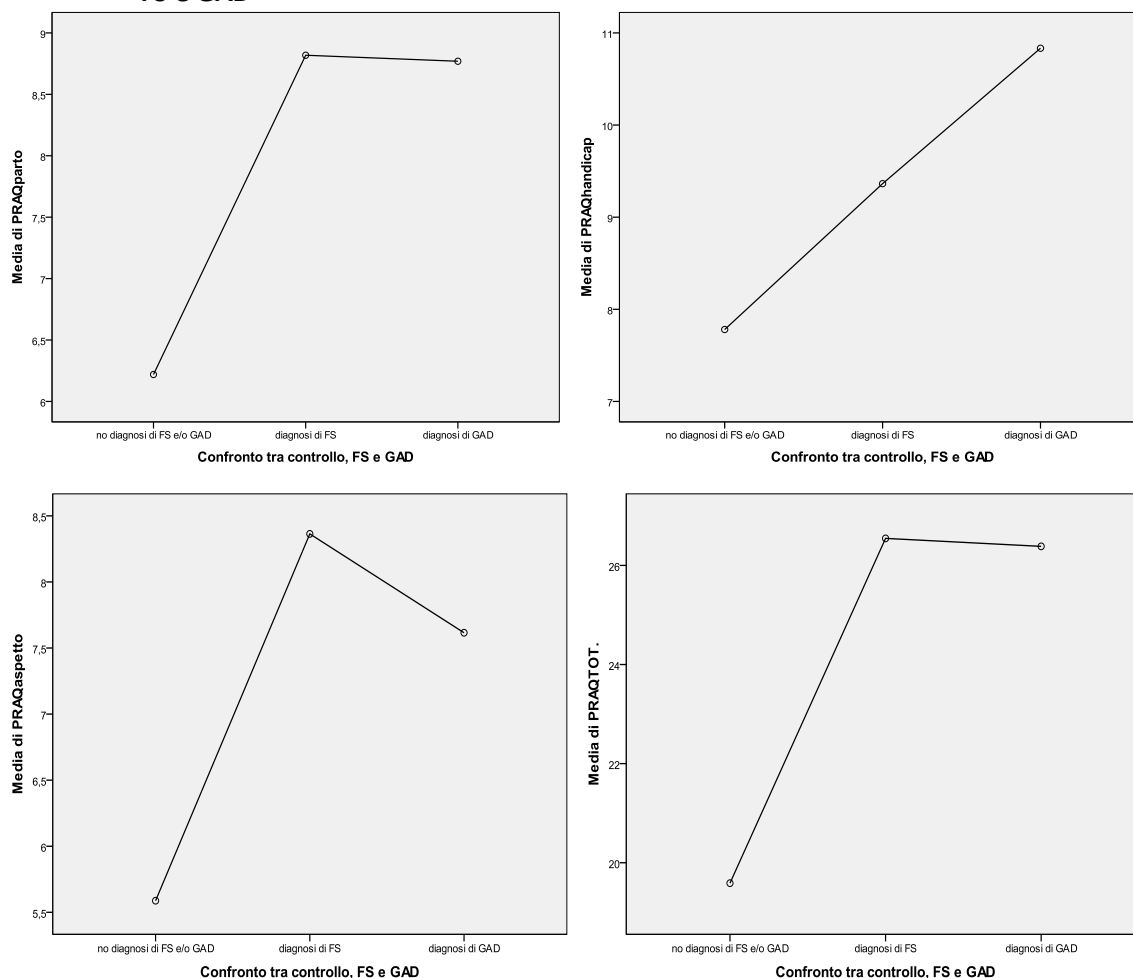 Media di PRAQparto
9
8,5
8
7,5
7
6,5
6
no diagnosi di FS e/o GAD diagnosi di FS diagnosi di GAD
Confronto tra controllo, FS e GAD
Media di PRAQhandicap
11
10
9
8
7
no diagnosi di FS e/o GAD diagnosi di FS diagnosi di GAD
Confronto tra controllo, FS e GAD
Media di PRAQaspetto
8,5
8
7,5
7
6,5
6
5,5
no diagnosi di FS e/o GAD diagnosi di FS diagnosi di GAD
Confronto tra controllo, FS e GAD
Media di PRAQTOT.
26
24
22
20
no diagnosi di FS e/o GAD diagnosi di FS diagnosi di GAD
Confronto tra controllo, FS e GAD